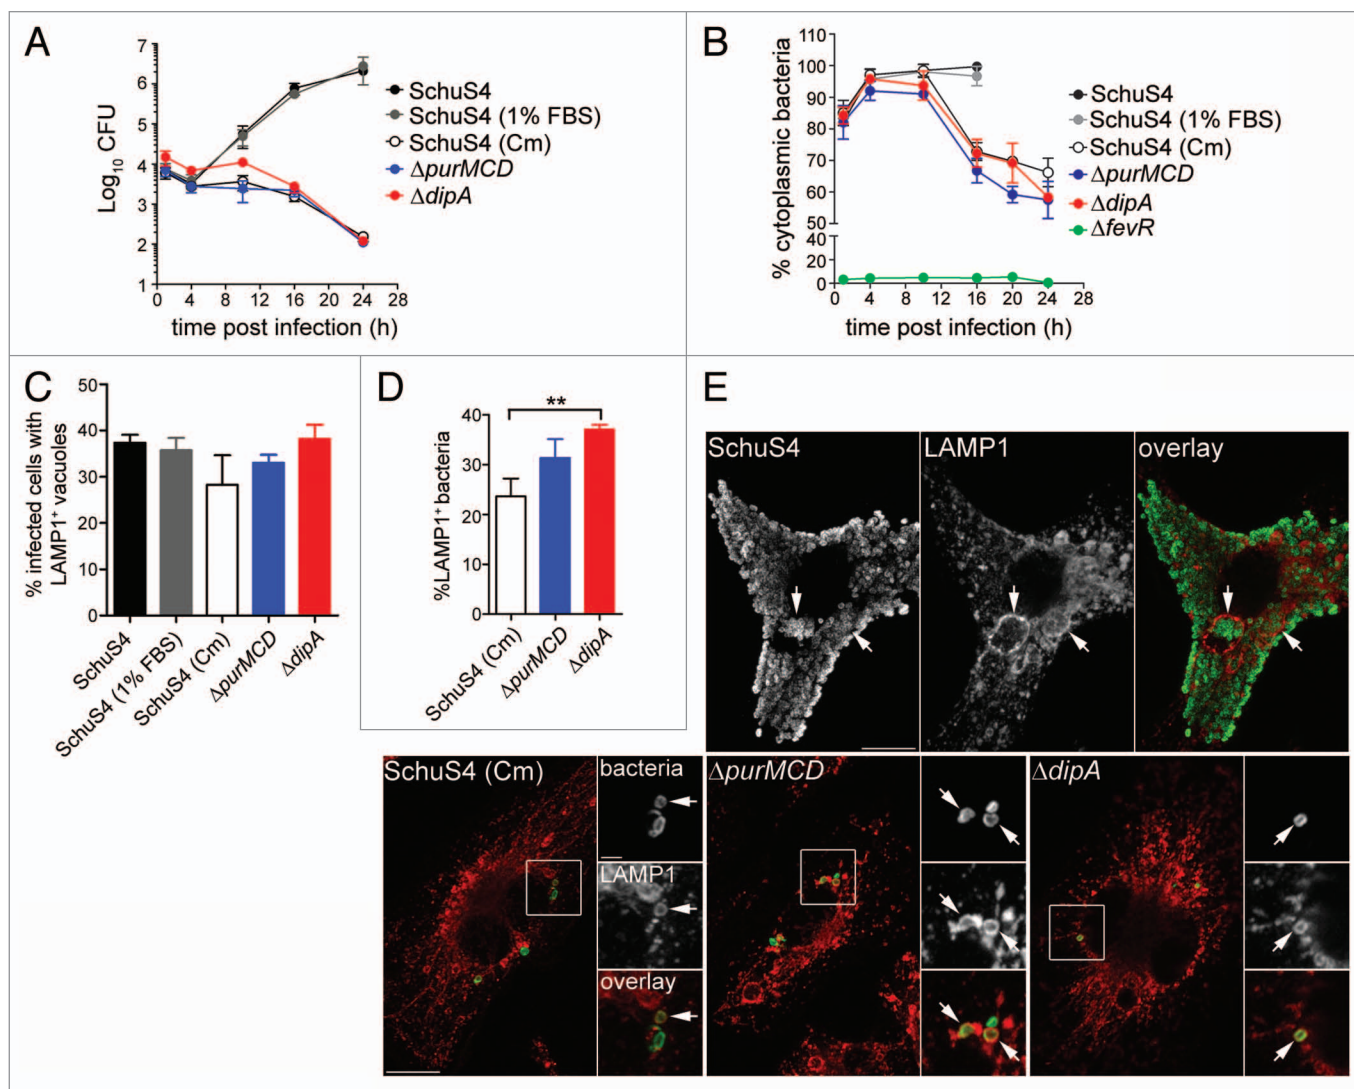 A
Log10 CFU
7
6
5
4
3
2
1
0 4 8 12 16 20 24 28
time post infection (h)
SchuS4
SchuS4 (1% FBS)
SchuS4 (Cm)
ΔpurMCD
ΔdipA
B
% cytoplasmic bacteria
110
100
90
80
70
60
50
40
20
0
0 4 8 12 16 20 24 28
time post infection (h)
SchuS4
SchuS4 (1% FBS)
SchuS4 (Cm)
ΔpurMCD
ΔdipA
ΔfevR
C
% infected cells with
LAMP1+ vacuoles
50
40
30
20
10
0
SchuS4
SchuS4 (1% FBS)
SchuS4 (Cm)
ΔpurMCD
ΔdipA
D
%LAMP1+ bacteria
40
30
20
10
0
**
SchuS4 (Cm)
ΔpurMCD
ΔdipA
E
SchuS4
LAMP1
overlay
SchuS4 (Cm)
bacteria
LAMP1
overlay
ΔpurMCD
ΔdipA